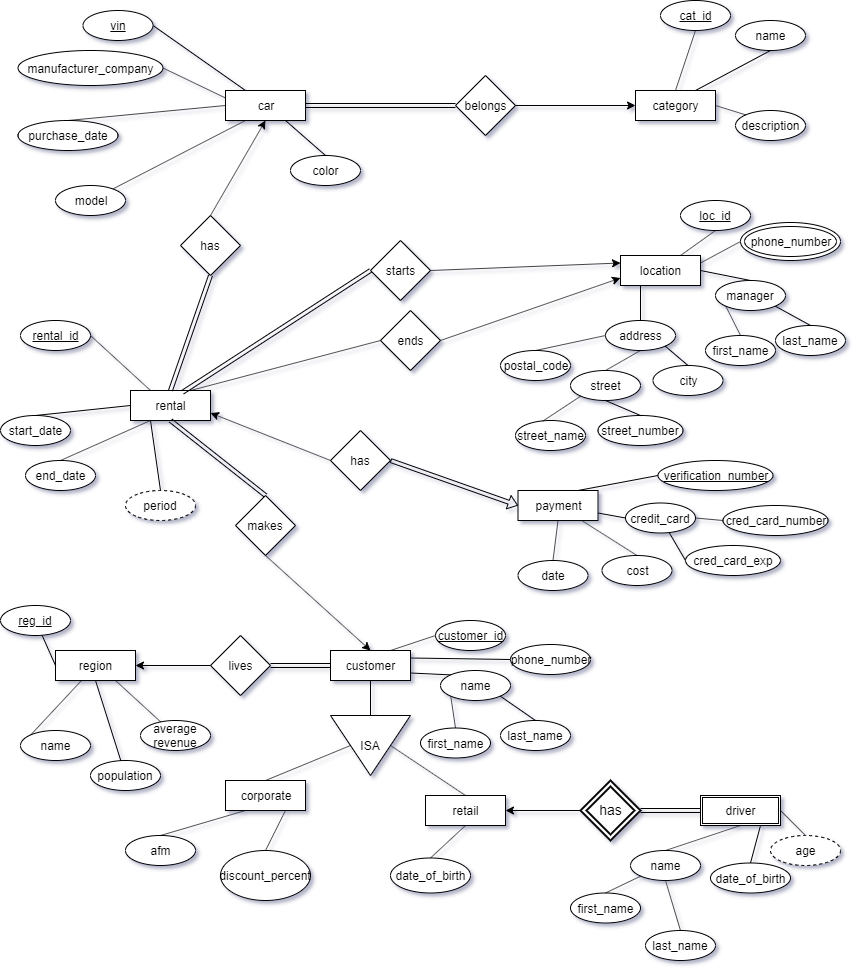 vin
cat_id
name
manufacturer_company
car
belongs
category
purchase_date
description
model
color
has
loc_id
phone_number
starts
location
manager
rental_id
ends
address
first_name
last_name
postal_code
street
city
rental
start_date
street_name
street_number
end_date
has
verification_number
period
makes
payment
credit_card
cred_card_number
date
cost
cred_card_exp
reg_id
customer_id
region
lives
customer
phone_number
name
name
average
revenue
first_name
last_name
population
ISA
corporate
retail
has
driver
afm
discount_percent
date_of_birth
name
date_of_birth
age
first_name
last_name